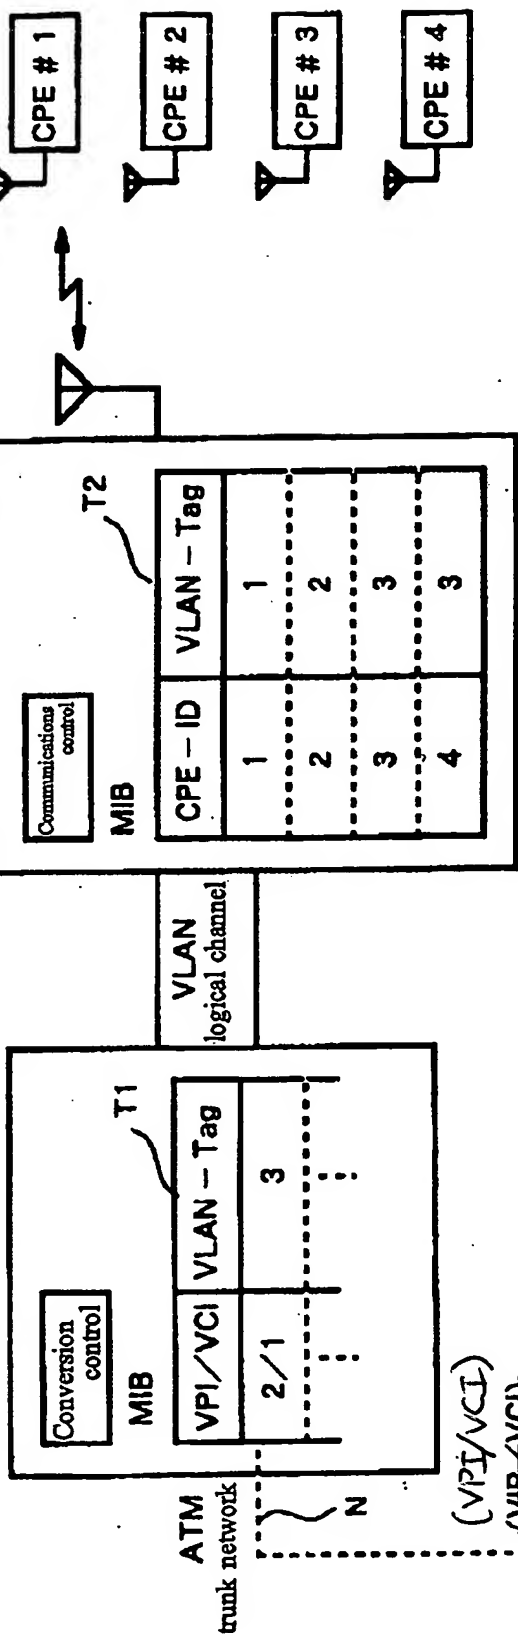 ATM
trunk network
N
(VPI/VCI)
(VIP/VCI)
Conversion
control
MIB
T1
VPI/VCI VLAN-Tag
2/1 3
VLAN
logical channel
Communications
control
MIB
T2
CPE-ID VLAN-Tag
1 1
2 2
3 3
4 3
CPE # 1
CPE # 2
CPE # 3
CPE # 4